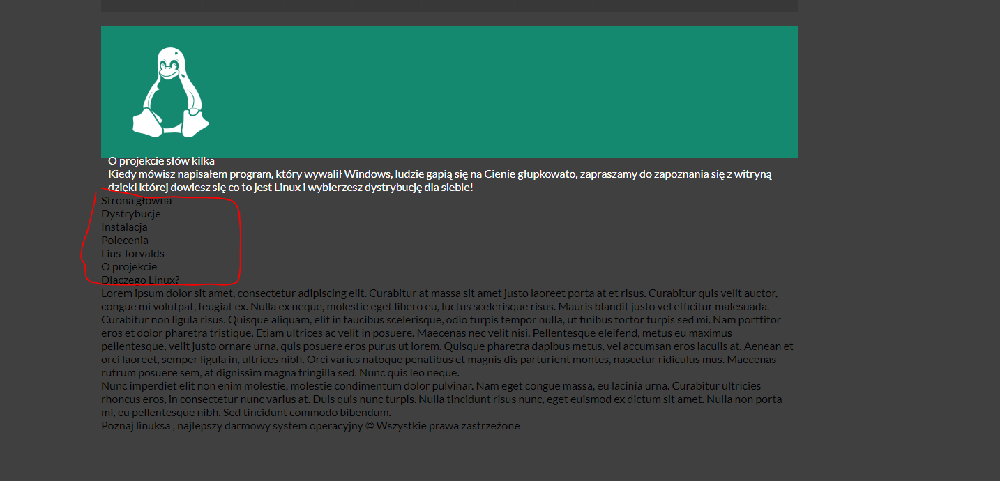 O projekcie słów kilka
Kiedy mówisz napisałem program, który wywalił Windows, ludzie gapią się na Cienie głupkowato, zapraszamy do zapoznania się z witryną
dzięki której dowiesz się co to jest Linux i wybierzesz dystrybucję dla siebie!
Strona główna
Dystrybucje
Instalacja
Polecenia
Lius Torvalds
O projekcie
Dlaczego Linux?
Lorem ipsum dolor sit amet, consectetur adipiscing elit. Curabitur at massa sit amet justo laoreet porta at et risus. Curabitur quis velit auctor,
congue mi volutpat, feugiat ex. Nulla ex neque, molestie eget libero eu, luctus scelerisque risus. Mauris blandit justo vel efficitur malesuada.
Curabitur non ligula risus. Quisque aliquam, elit in faucibus scelerisque, odio turpis tempor nulla, ut finibus tortor turpis sed mi. Nam porttitor
eros et dolor pharetra tristique. Etiam ultrices ac velit in posuere. Maecenas nec velit nisi. Pellentesque eleifend, metus eu maximus
pellentesque, velit justo ornare urna, quis posuere eros purus ut lorem. Quisque pharetra dapibus metus, vel accumsan eros iaculis at. Aenean et
orci laoreet, semper ligula in, ultrices nibh. Orci varius natoque penatibus et magnis dis parturient montes, nascetur ridiculus mus. Maecenas
rutrum posuere sem, at dignissim magna fringilla sed. Nunc quis leo neque.
Nunc imperdiet elit non enim molestie, molestie condimentum dolor pulvinar. Nam eget congue massa, eu lacinia urna. Curabitur ultricies
rhoncus eros, in consectetur nunc varius at. Duis quis nunc turpis. Nulla tincidunt risus nunc, eget euismod ex dictum sit amet. Nulla non porta
mi, eu pellentesque nibh. Sed tincidunt commodo bibendum.
Poznaj linuksa , najlepszy darmowy system operacyjny © Wszystkie prawa zastrzeżone